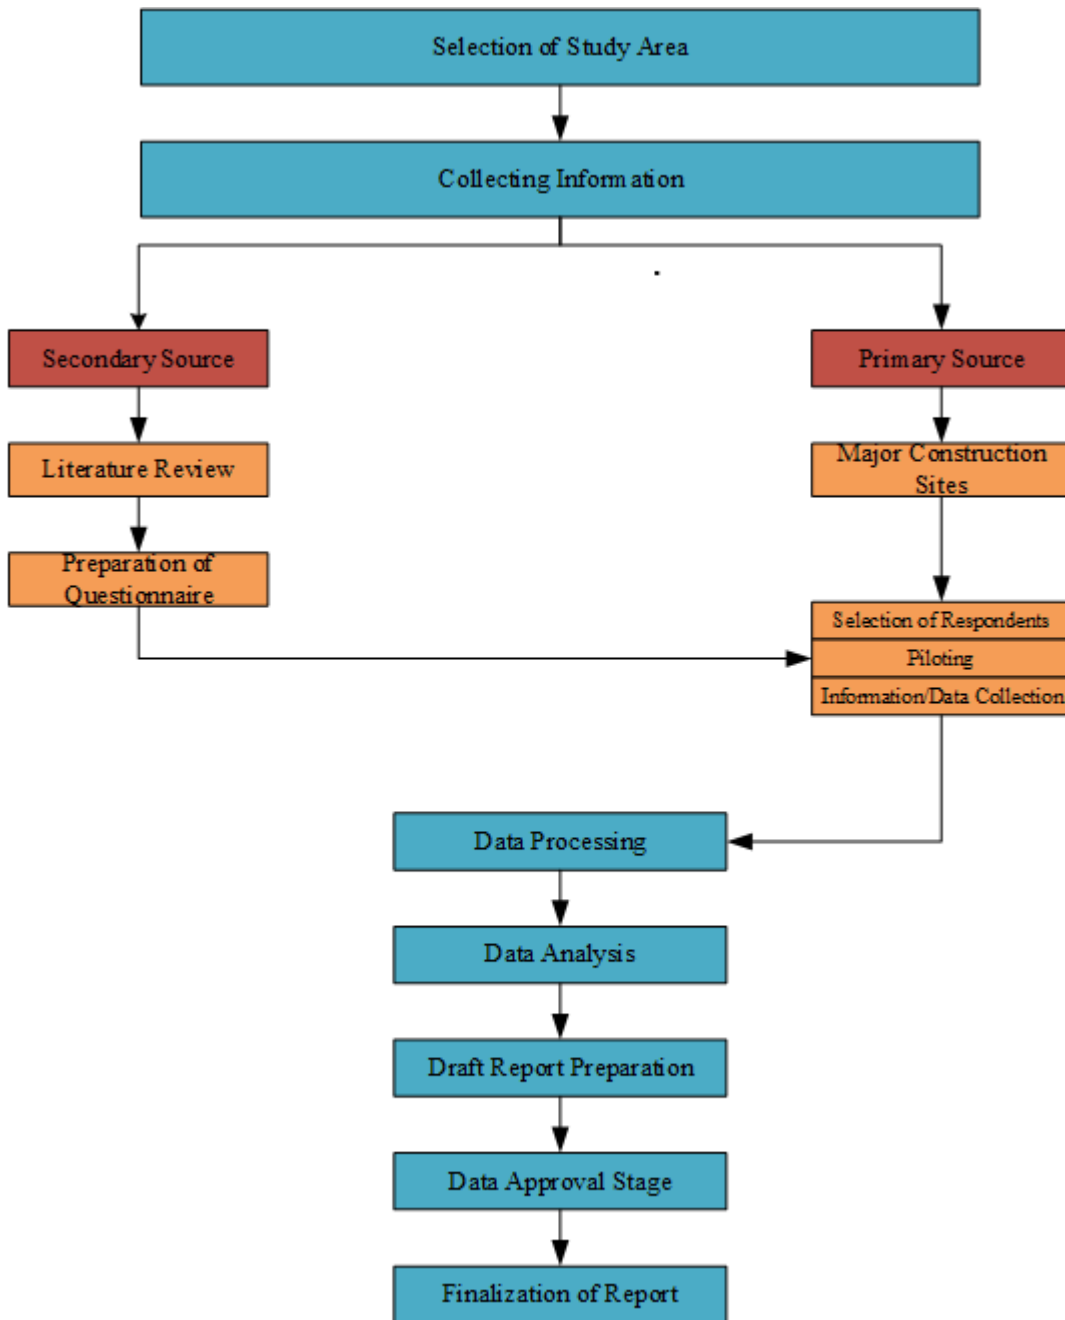 Selection of Study Area
Collecting Information
Secondary Source
Primary Source
Literature Review
Major Construction
Sites
Preparation of
Questionnaire
Selection of Respondents
Piloting
Information/Data Collection
Data Processing
Data Analysis
Draft Report Preparation
Data Approval Stage
Finalization of Report